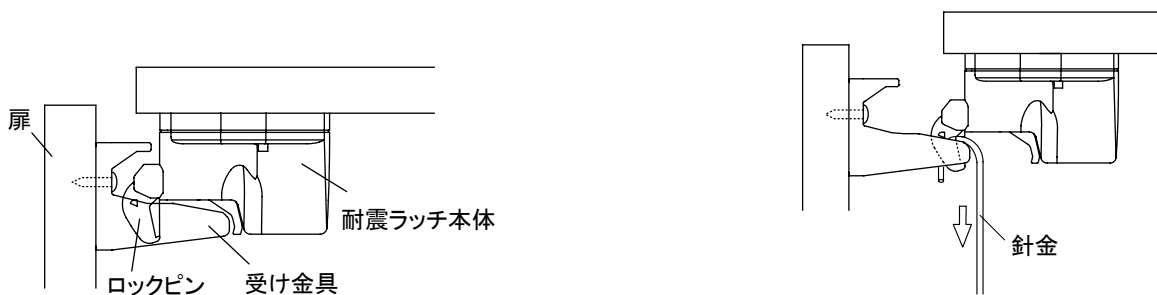 扉
耐震ラッチ本体
ロックピン
受け金具
針金